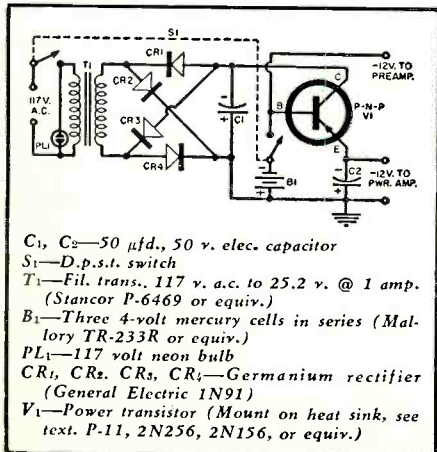 S1
CR1
-12V. TO
PREAMP.
T1
CR2
117V.
A.C.
C
P-N-P
V1
B
C1
CR3
E
PL1
-12V. TO
PWR. AMP.
CR4
B1
C2
C₁, C₂—50 µfd., 50 v. elec. capacitor
S₁—D.p.s.t. switch
T₁—Fil. trans.. 117 v. a.c. to 25.2 v. @ 1 amp.
(Stancor P-6469 or equiv.)
B₁—Three 4-volt mercury cells in series (Mal-
lory TR-233R or equiv.)
PL₁—117 volt neon bulb
CR₁, CR₂. CR₃, CR₄—Germanium rectifier
(General Electric 1N91)
V₁—Power transistor (Mount on heat sink, see
text. P-11, 2N256, 2N156, or equiv.)